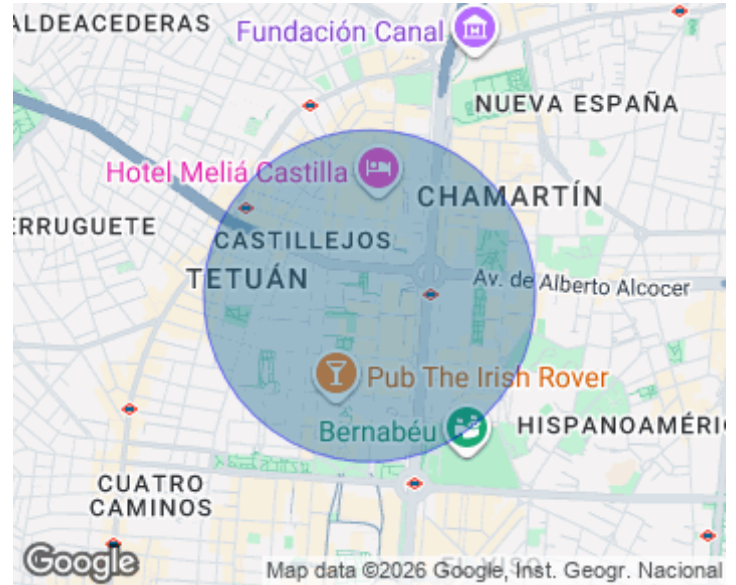 ALDEACEDERAS
Fundación Canal
NUEVA ESPAÑA
Hotel Meliá Castilla
CHAMARTÍN
ERRUGUETE
CASTILLEJOS
TETUÁN
Av. de Alberto Alcocer
Pub The Irish Rover
Bernabéu
HISPANOAMÉRI
CUATRO
CAMINOS
Google
Map data ©2026 Google, Inst. Geogr. Nacional